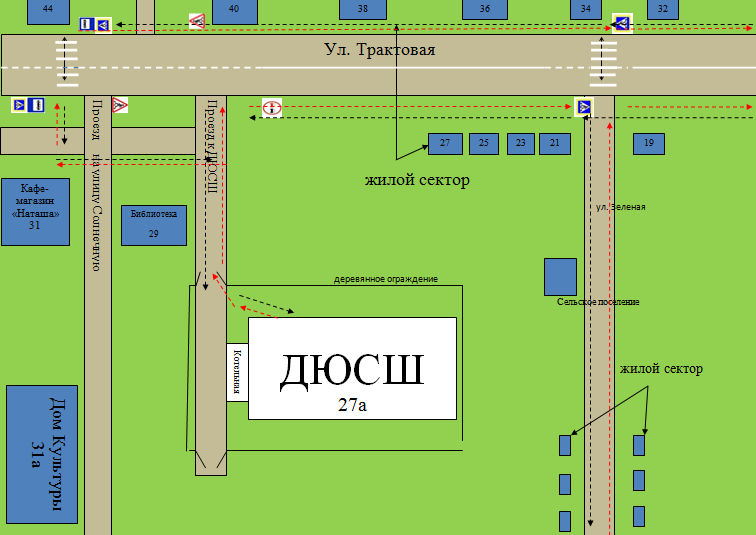 44
40
38
36
34
32
Ул. Трактовая
Проезд на улицу Солнечную
Проезд к ДЮСШ
27
25
23
21
19
жилой сектор
Кафе-
магазин
«Наташа»
31
Библиотека
29
ул. Зеленая
деревянное ограждение
Сельское поселение
Котельная
ДЮСШ
27а
жилой сектор
Дом Культуры
31а